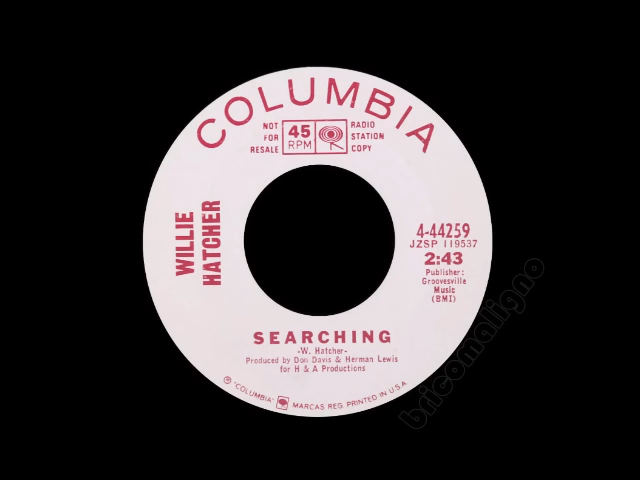 COLUMBIA
NOT FOR RESALE
45 RPM
RADIO STATION COPY
WILLIE HATCHER
4-44259
JZSP 119537
2:43
Publisher:
Groovesville
Music
(BMI)
SEARCHING
-W. Hatcher-
Produced by Don Davis & Herman Lewis
for H & A Productions
℗ "COLUMBIA" MARCAS REG. PRINTED IN U.S.A.
bricomaligno